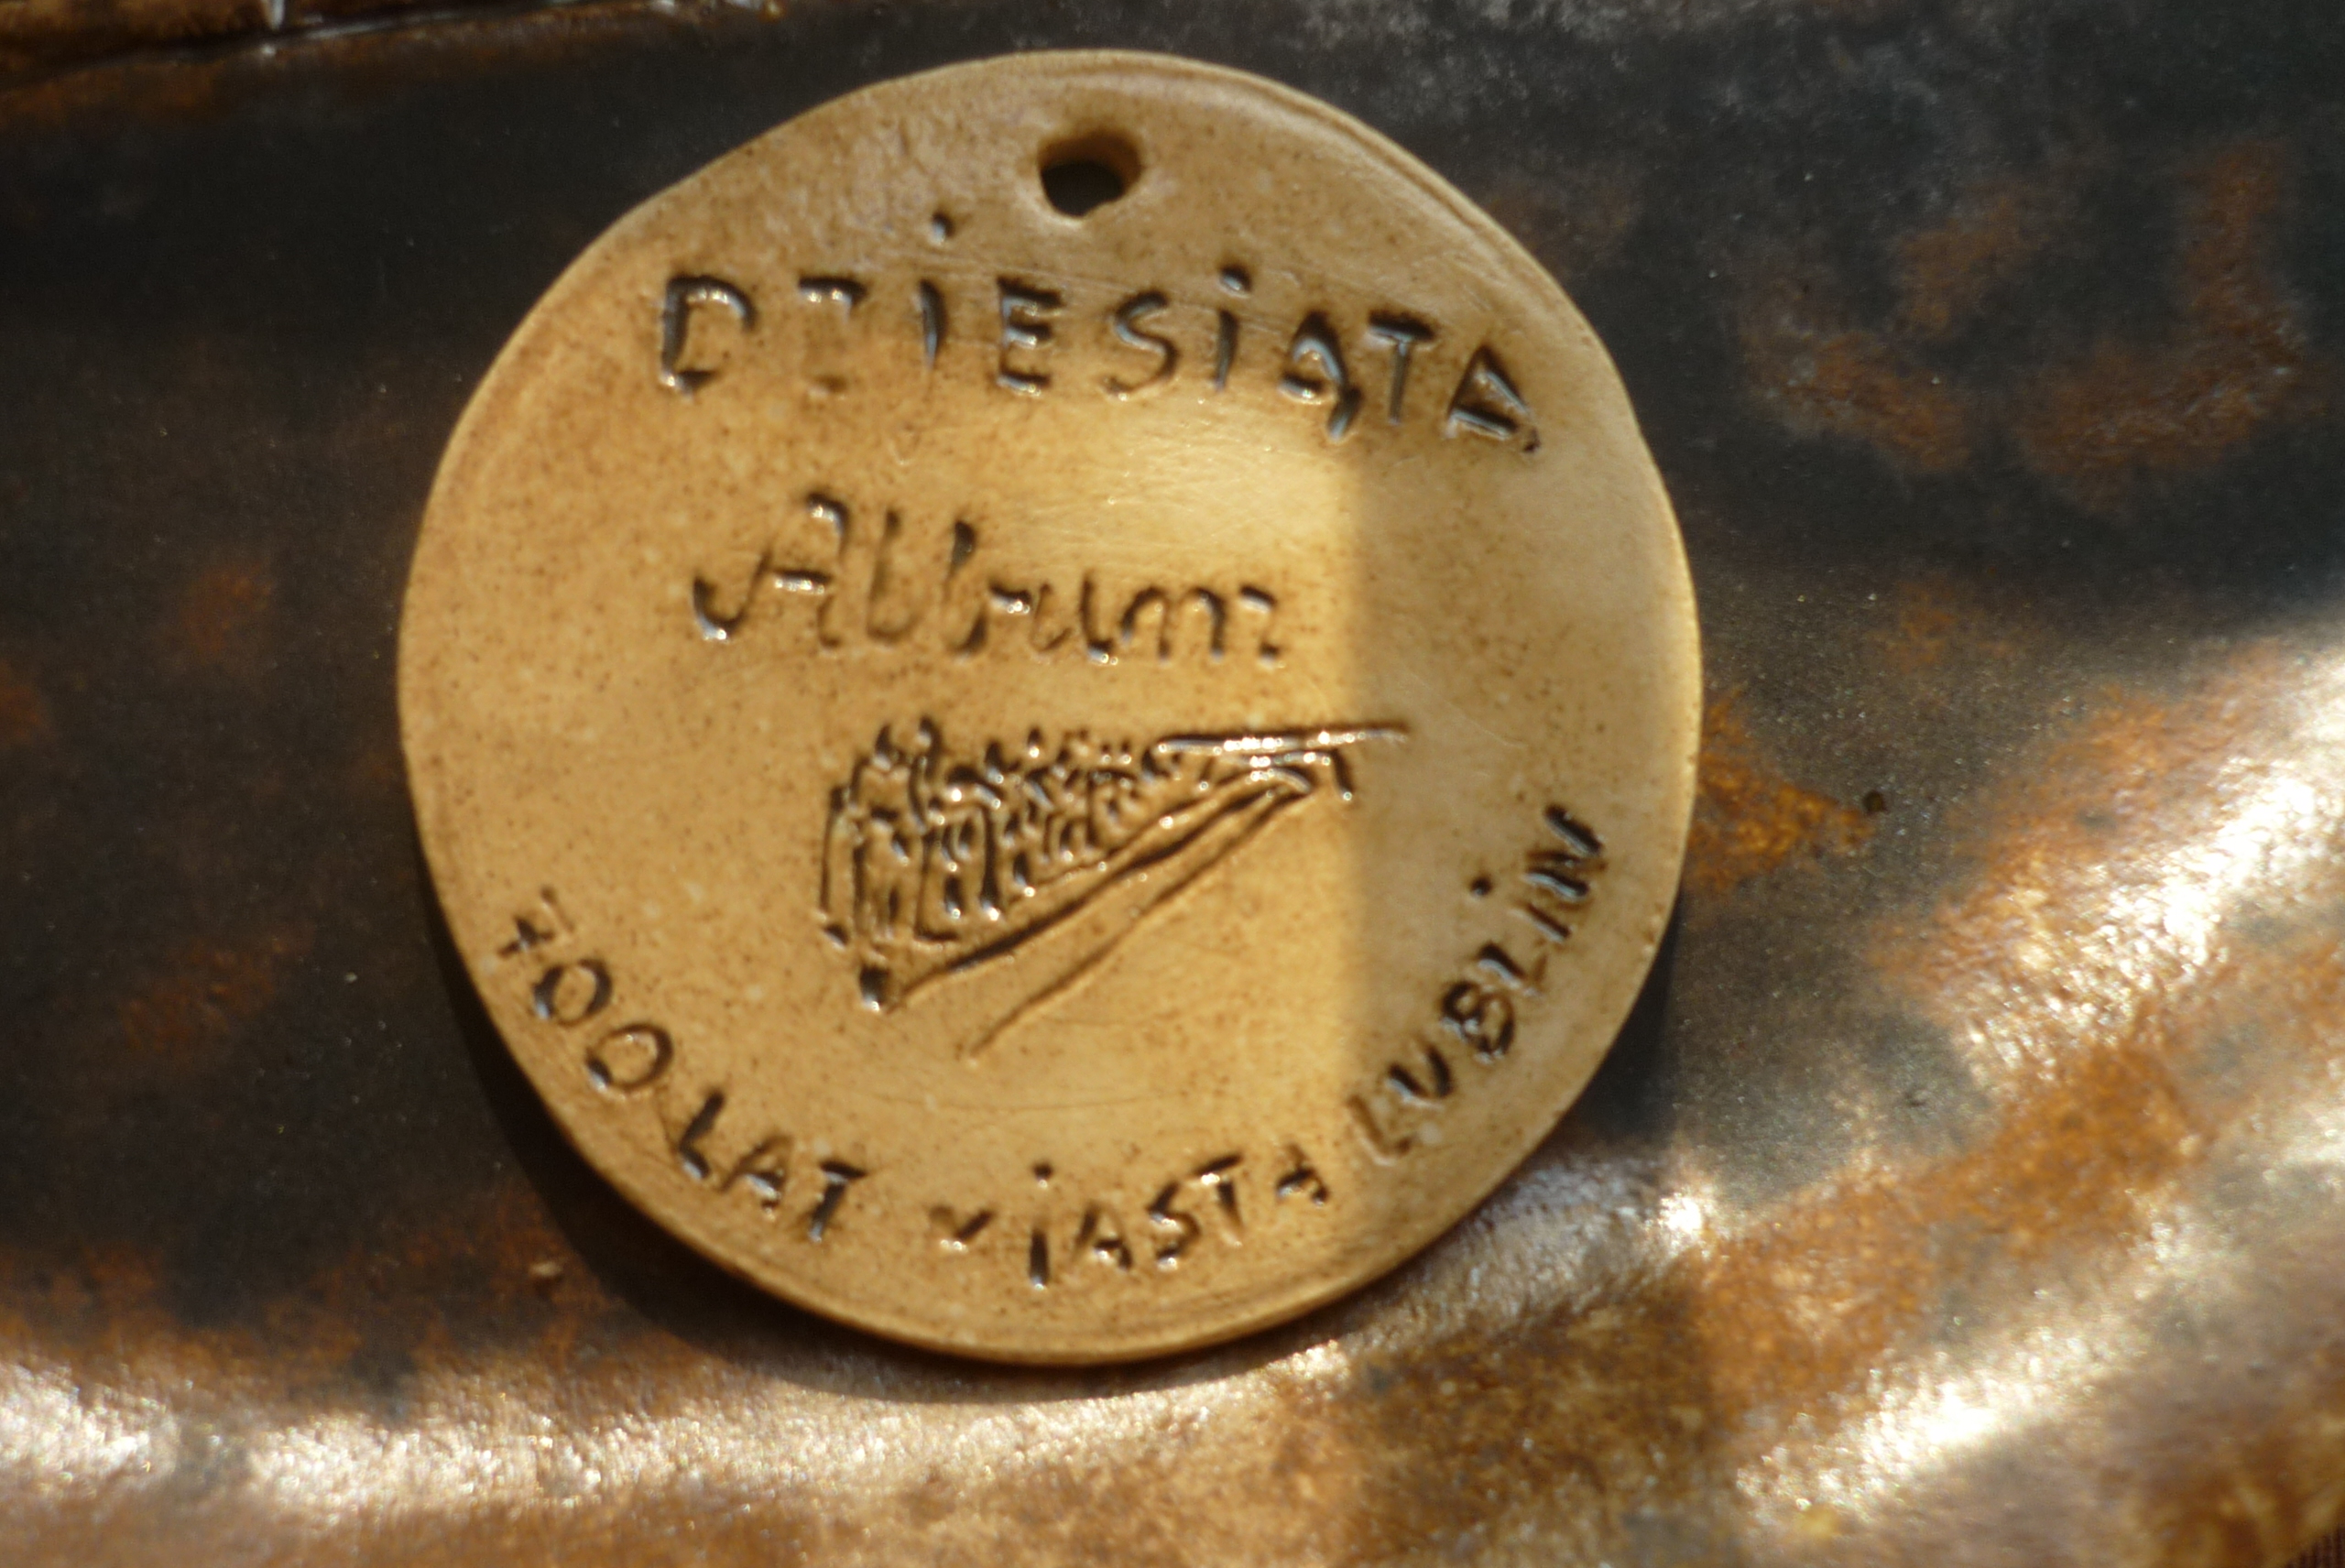 DZIESIĄTA
Album
700 LAT MIASTA LUBLIN